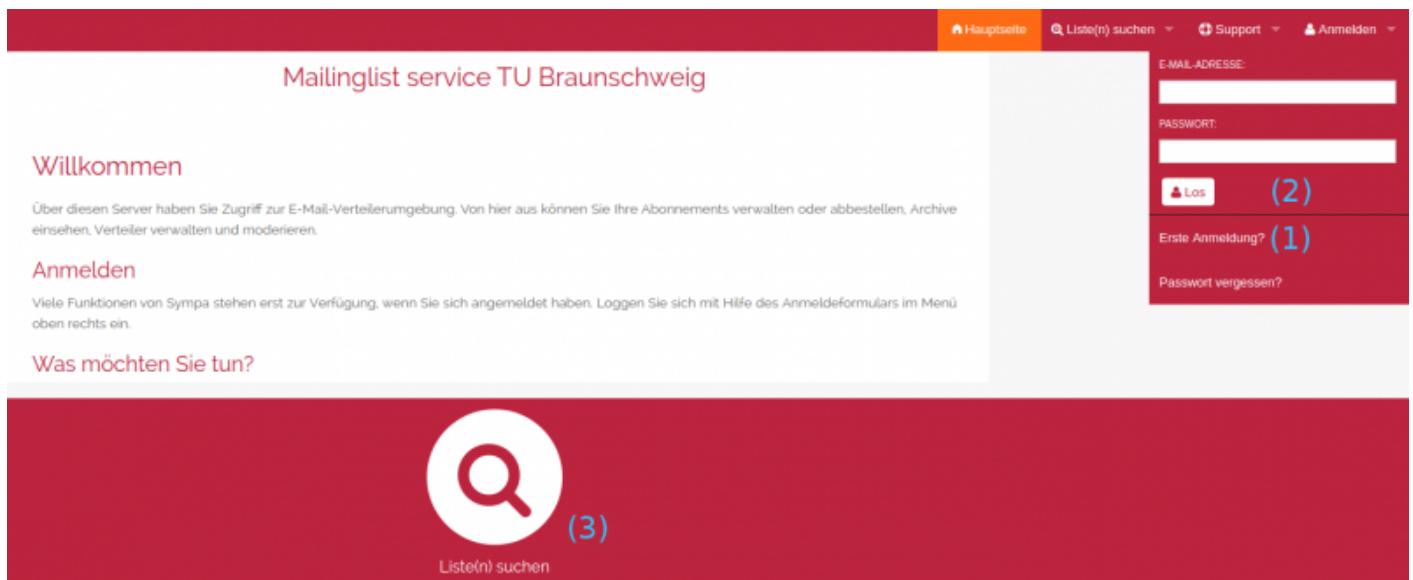 Hauptseite
Liste(n) suchen
Support
Anmelden
E-MAIL-ADRESSE:
PASSWORT:
Los
(2)
Erste Anmeldung?
(1)
Passwort vergessen?
Mailinglist service TU Braunschweig
Willkommen
Über diesen Server haben Sie Zugriff zur E-Mail-Verteilerumgebung. Von hier aus können Sie Ihre Abonnements verwalten oder abbestellen, Archive
einsehen, Verteiler verwalten und moderieren.
Anmelden
Viele Funktionen von Sympa stehen erst zur Verfügung, wenn Sie sich angemeldet haben. Loggen Sie sich mit Hilfe des Anmeldeformulars im Menü
oben rechts ein.
Was möchten Sie tun?
(3)
Liste(n) suchen